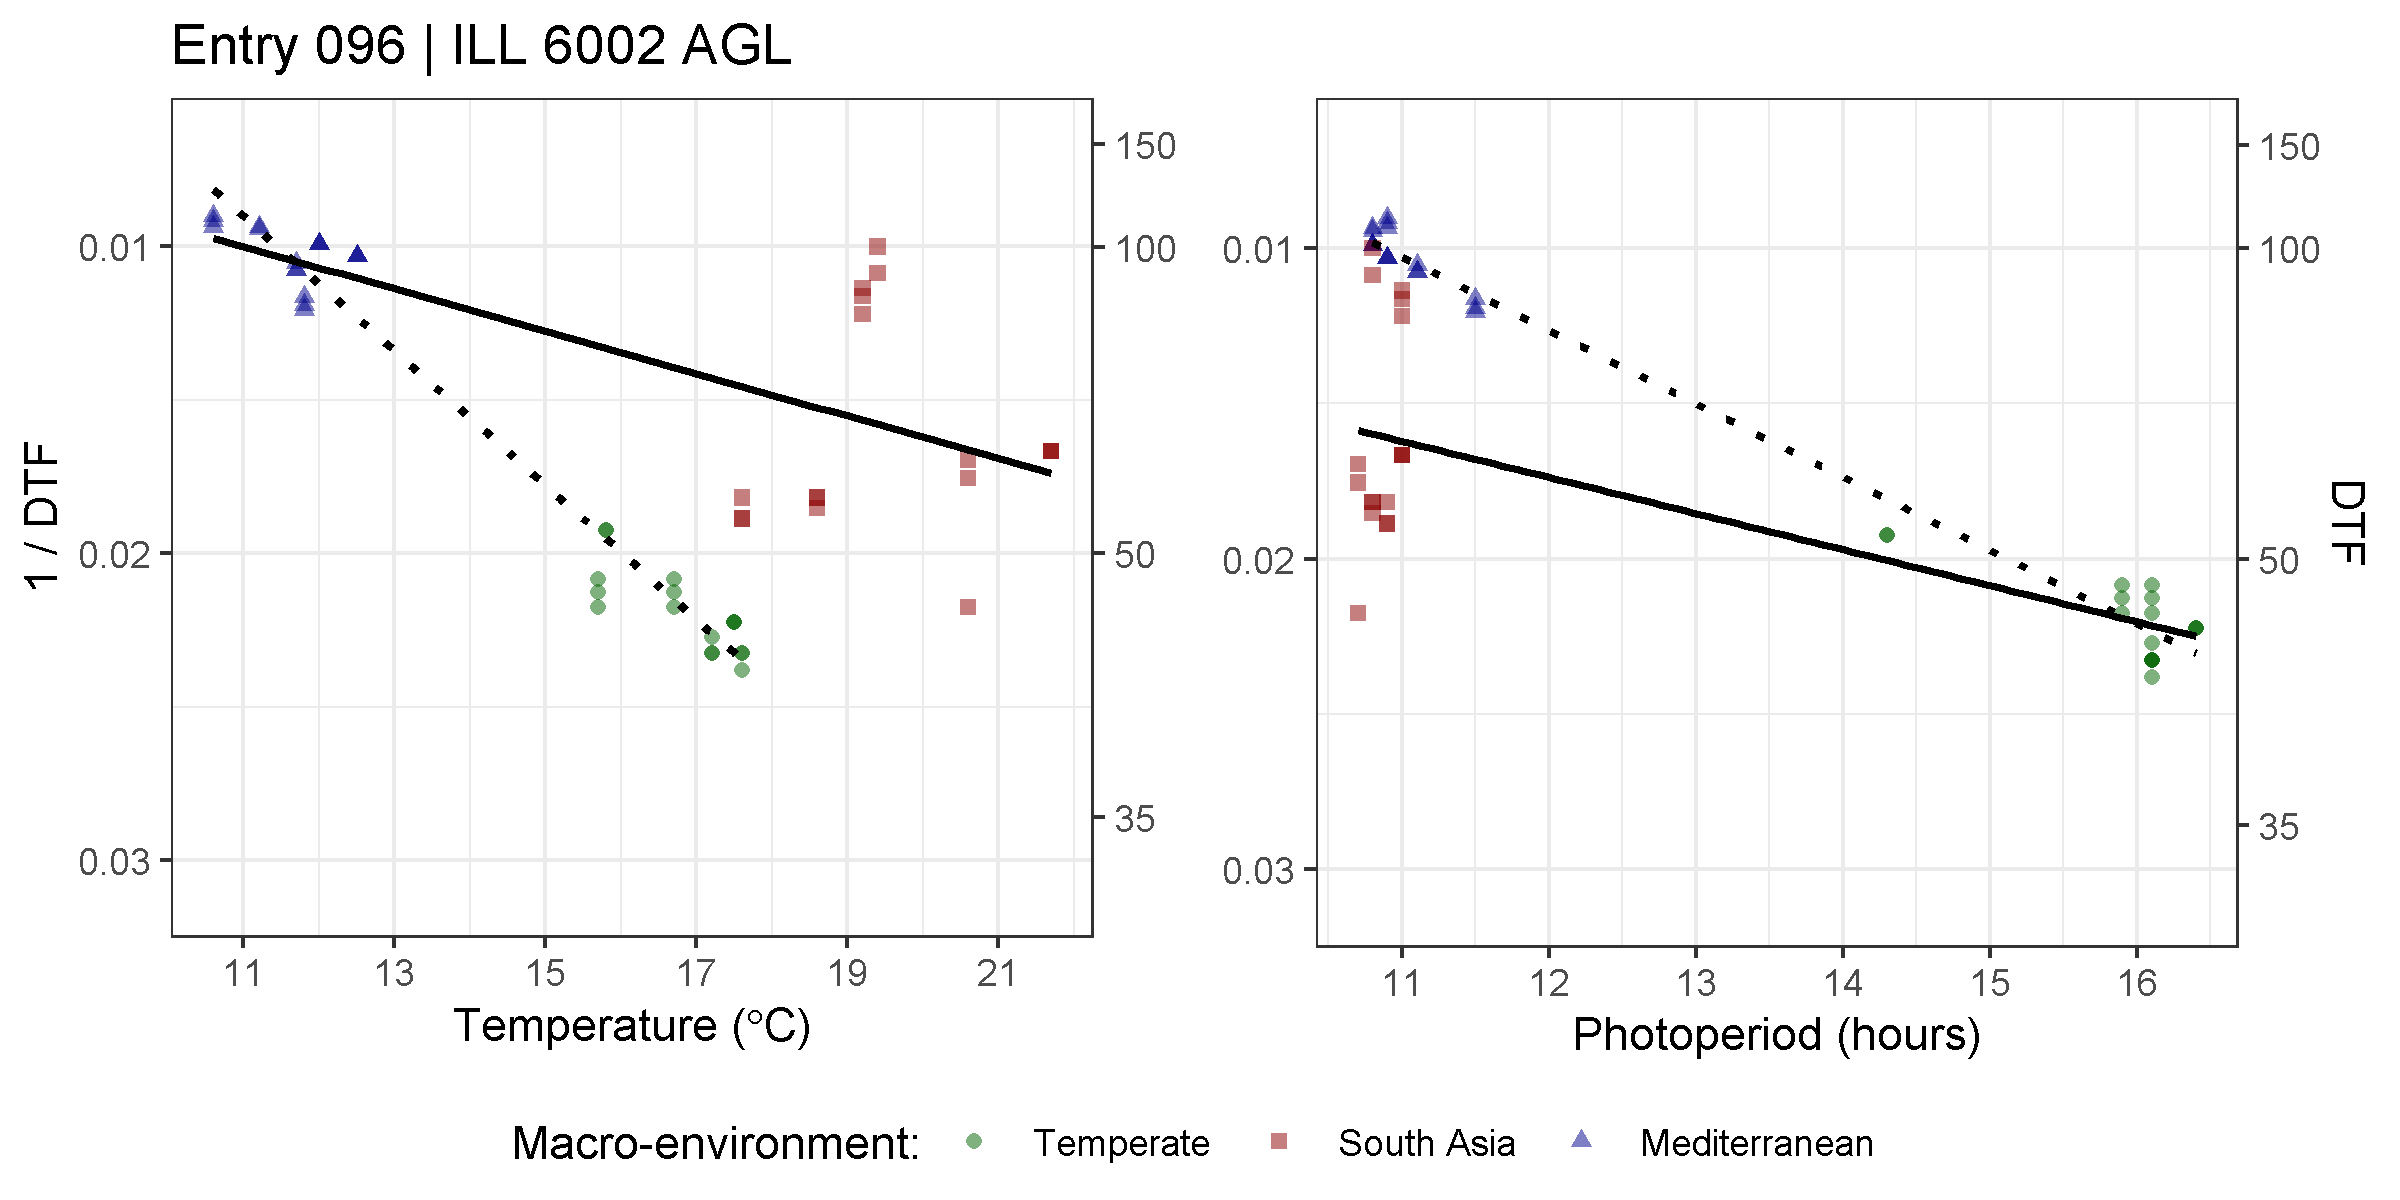 Entry 096 | ILL 6002 AGL
1 / DTF
0.01
0.02
0.03
150
100
50
35
11 13 15 17 19 21
Temperature (°C)
0.01
0.02
0.03
150
100
50
35
DTF
11 12 13 14 15 16
Photoperiod (hours)
Macro-environment: Temperate South Asia Mediterranean